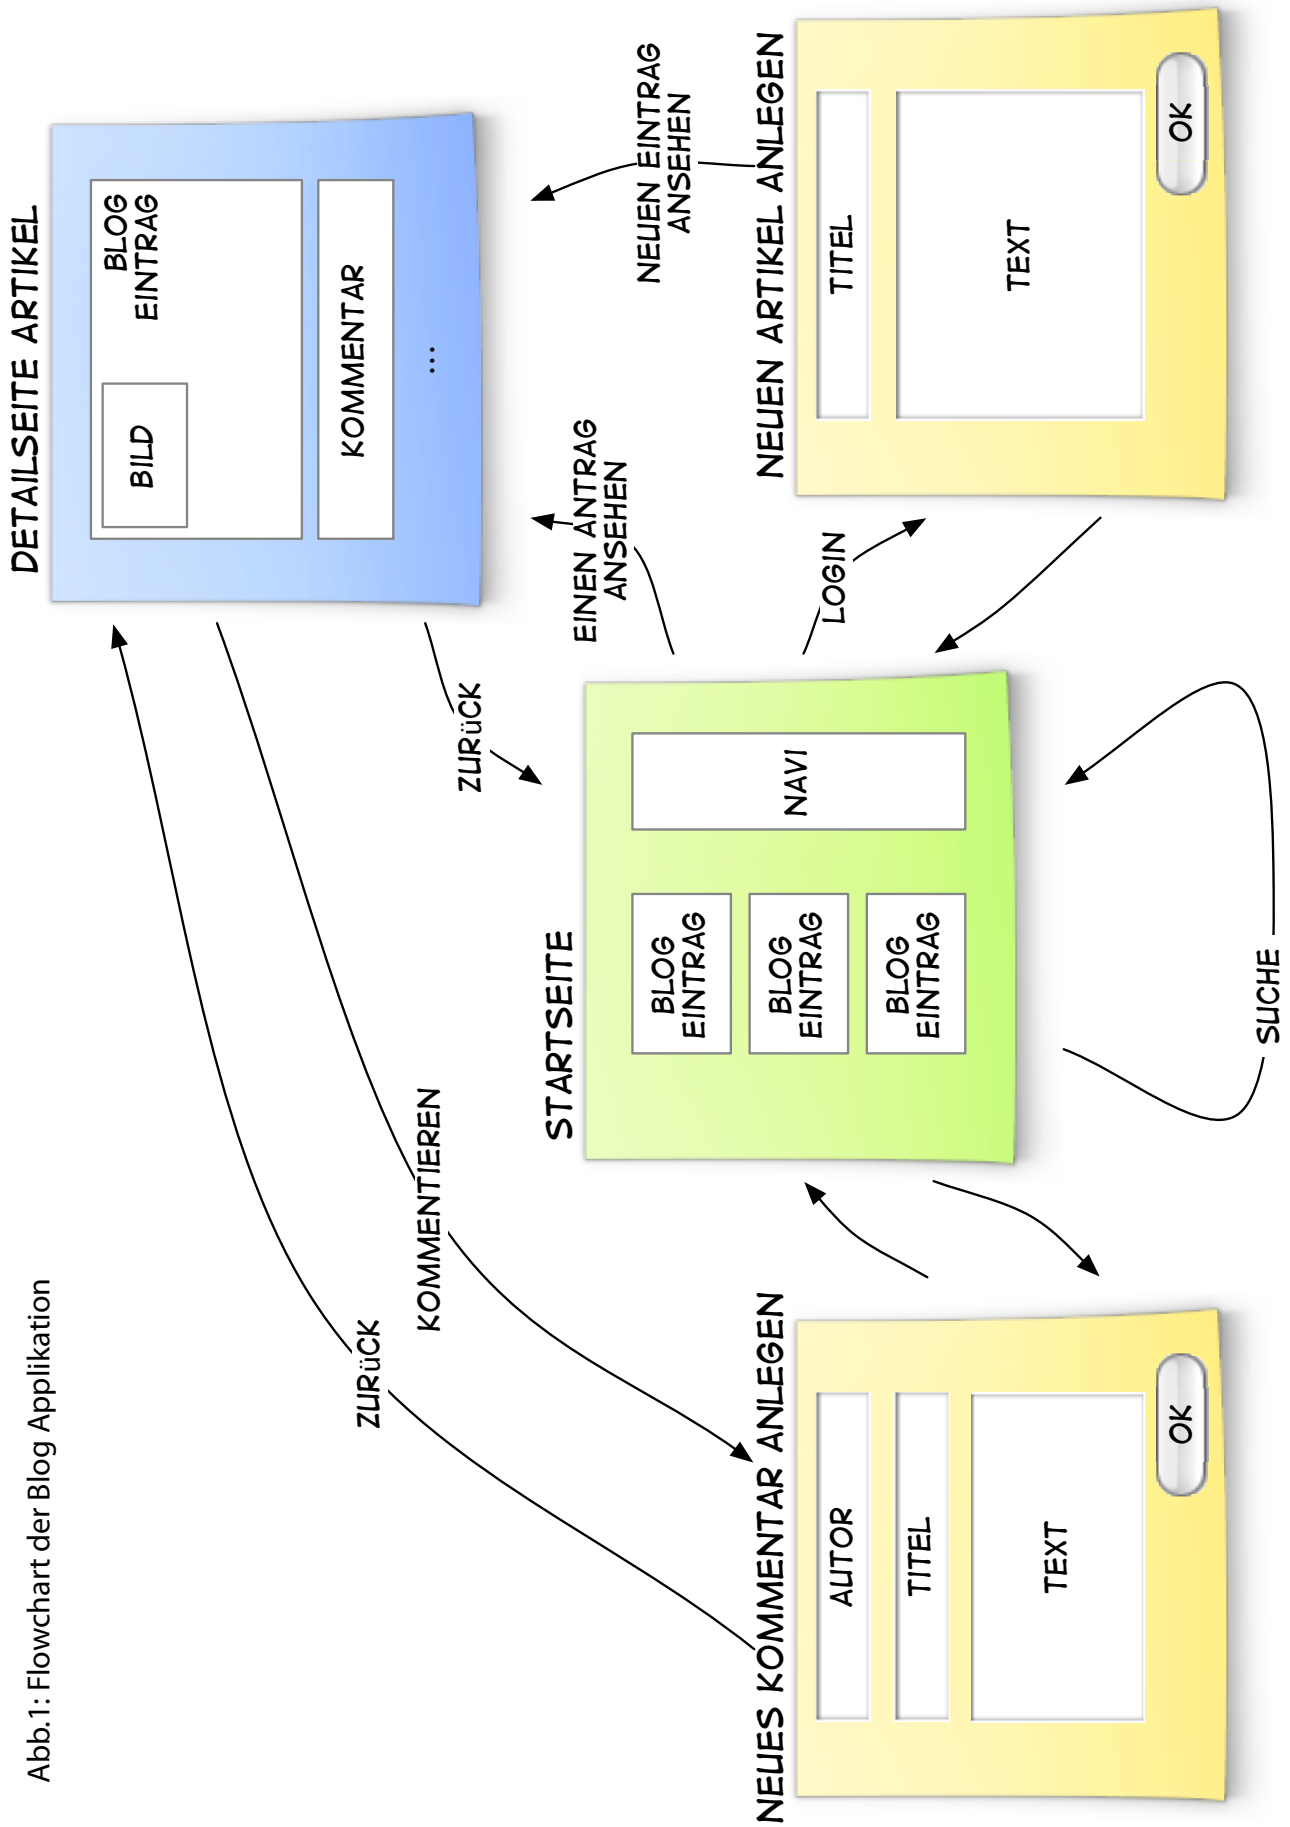 Abb.1: Flowchart der Blog Applikation
DETAILSEITE ARTIKEL
BILD
BLOG
EINTRAG
KOMMENTAR
...
ZURüCK
KOMMENTIEREN
ZURüCK
EINEN ANTRAG
ANSEHEN
NEUEN EINTRAG
ANSEHEN
STARTSEITE
BLOG
EINTRAG
BLOG
EINTRAG
BLOG
EINTRAG
NAVI
LOGIN
SUCHE
NEUES KOMMENTAR ANLEGEN
AUTOR
TITEL
TEXT
OK
NEUEN ARTIKEL ANLEGEN
TITEL
TEXT
OK